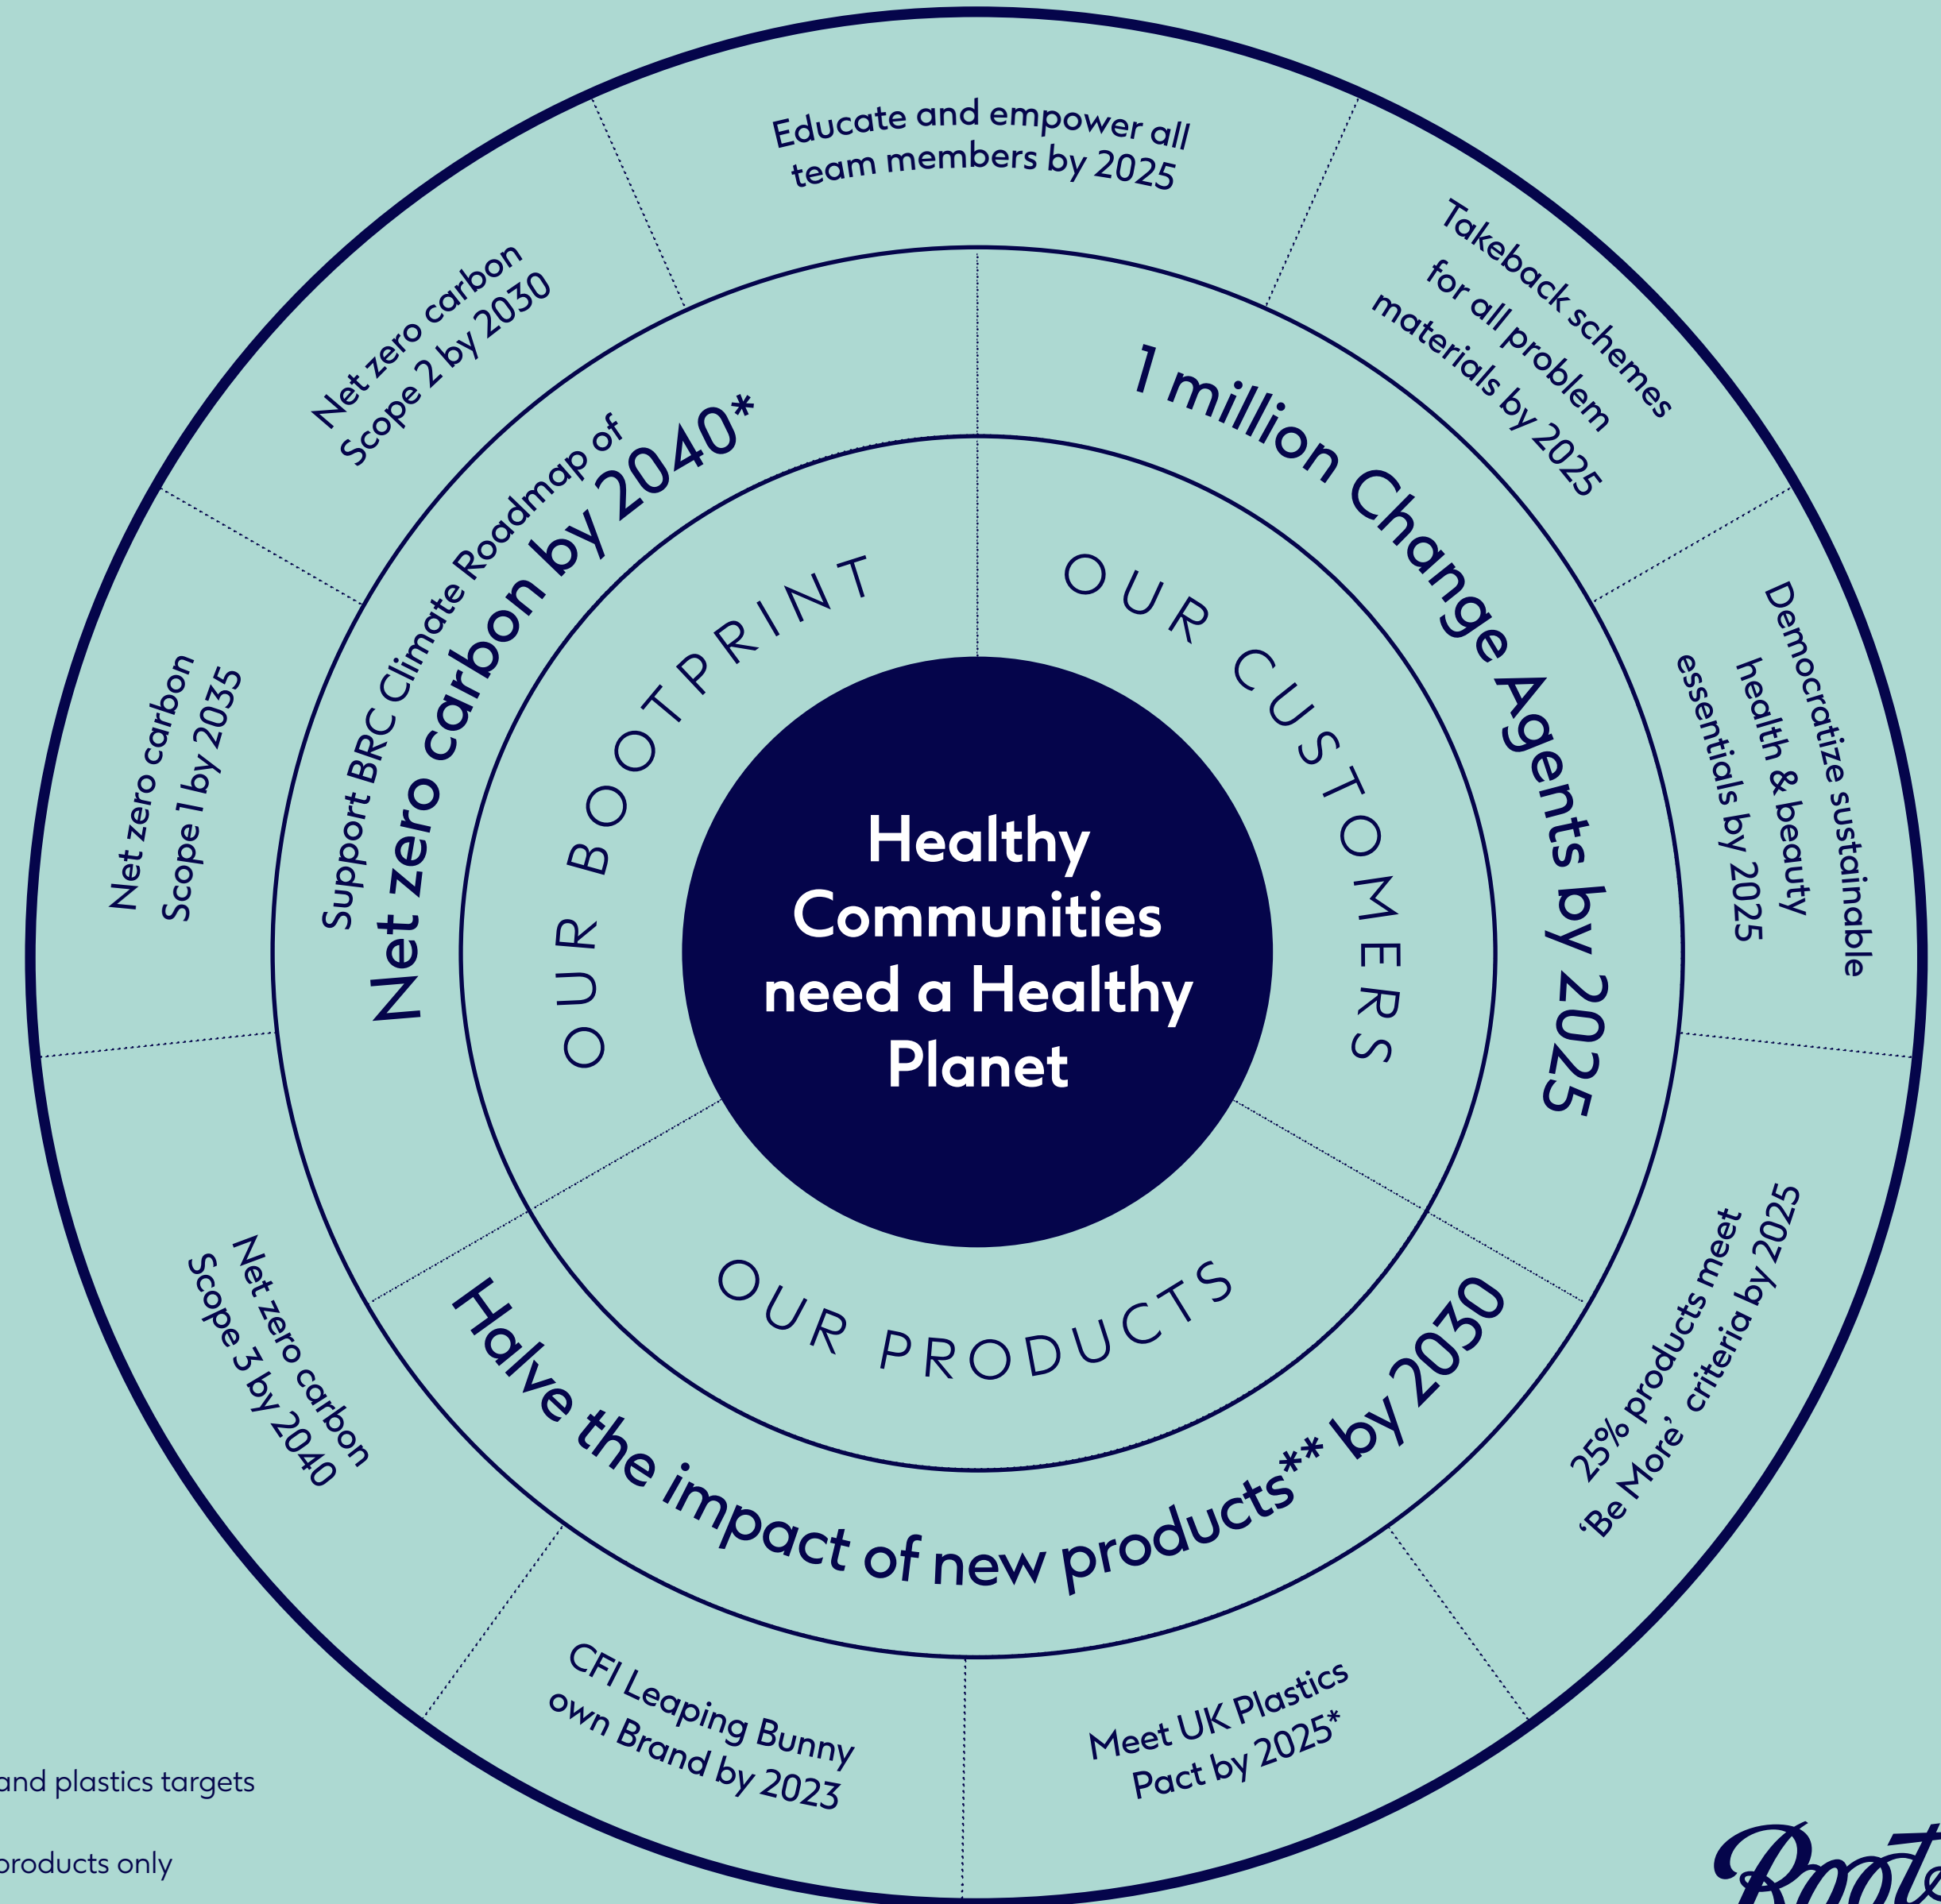 Healthy
Communities
need a Healthy
Planet
OUR BOOTPRINT
OUR CUSTOMERS
OUR PRODUCTS
Support BRC Climate Roadmap of
Net zero carbon by 2040*
1 million Change Agents by 2025
Halve the impact of new products** by 2030
Educate and empower all
team members by 2025
Takeback schemes
for all problem
materials by 2025
Democratize sustainable
health & beauty
essentials by 2025
25% products meet
‘Be More’ criteria by 2025
Meet UK Plastics
Pact by 2025*
CFI Leaping Bunny
own Brand by 2023
Net zero carbon
Scope 3 by 2040
Net zero carbon
Scope 1 by 2035
Net zero carbon
Scope 2 by 2030
and plastics targets
products only